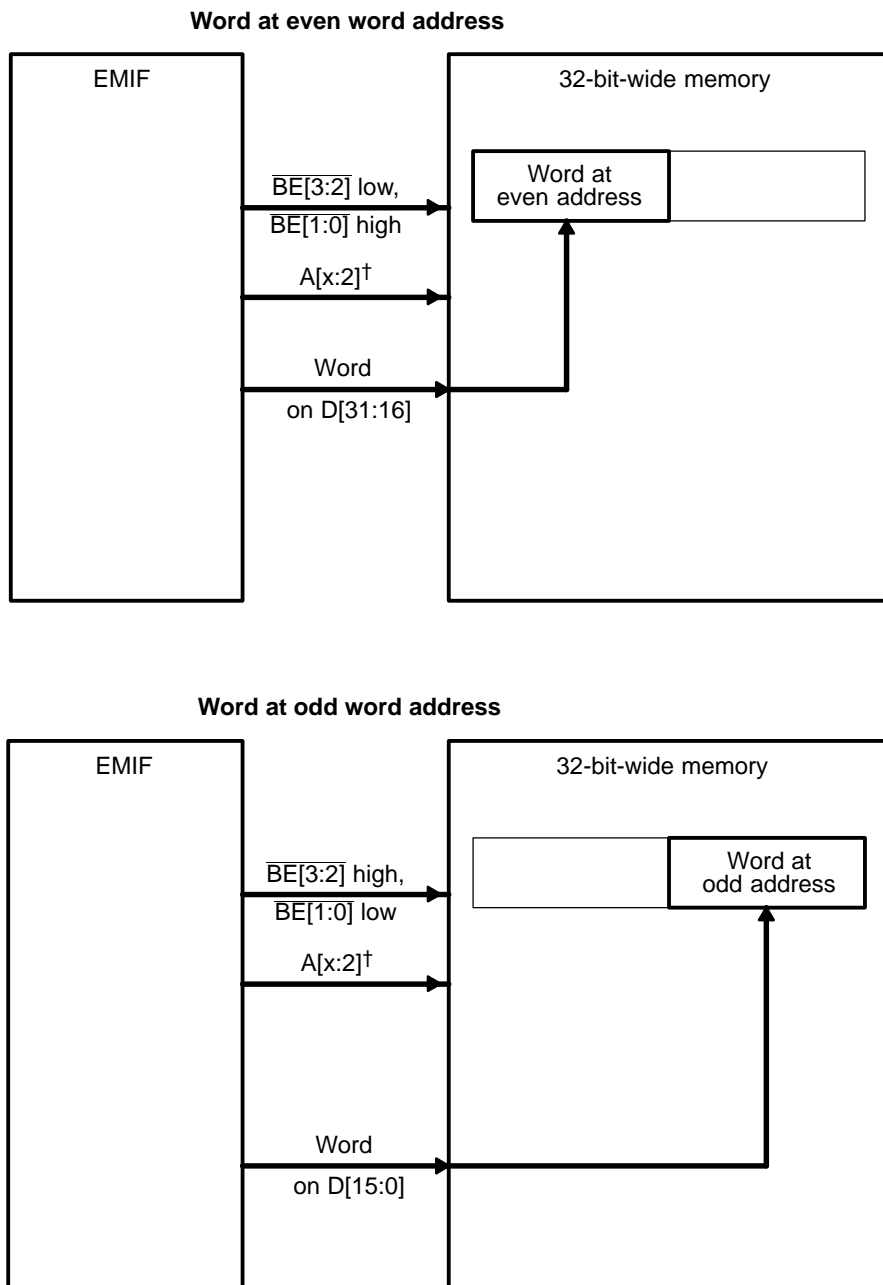 Word at even word address
EMIF
32-bit-wide memory
BE[3:2] low,
BE[1:0] high
Word at
even address
A[x:2]†
Word
on D[31:16]
Word at odd word address
EMIF
32-bit-wide memory
BE[3:2] high,
BE[1:0] low
Word at
odd address
A[x:2]†
Word
on D[15:0]